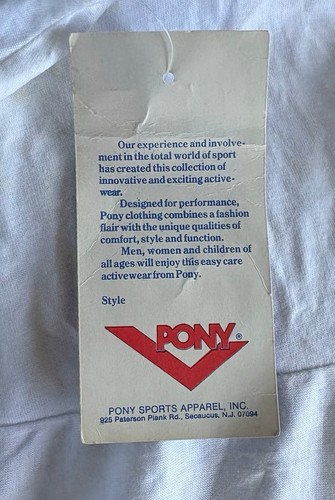 Our experience and involve-
ment in the total world of sport
has created this collection of
innovative and exciting active-
wear.
Designed for performance,
Pony clothing combines a fashion
flair with the unique qualities of
comfort, style and function.
Men, women and children of
all ages will enjoy this easy care
activewear from Pony.
Style
PONY®
PONY SPORTS APPAREL, INC.
925 Paterson Plank Rd., Secaucus, N.J. 07094